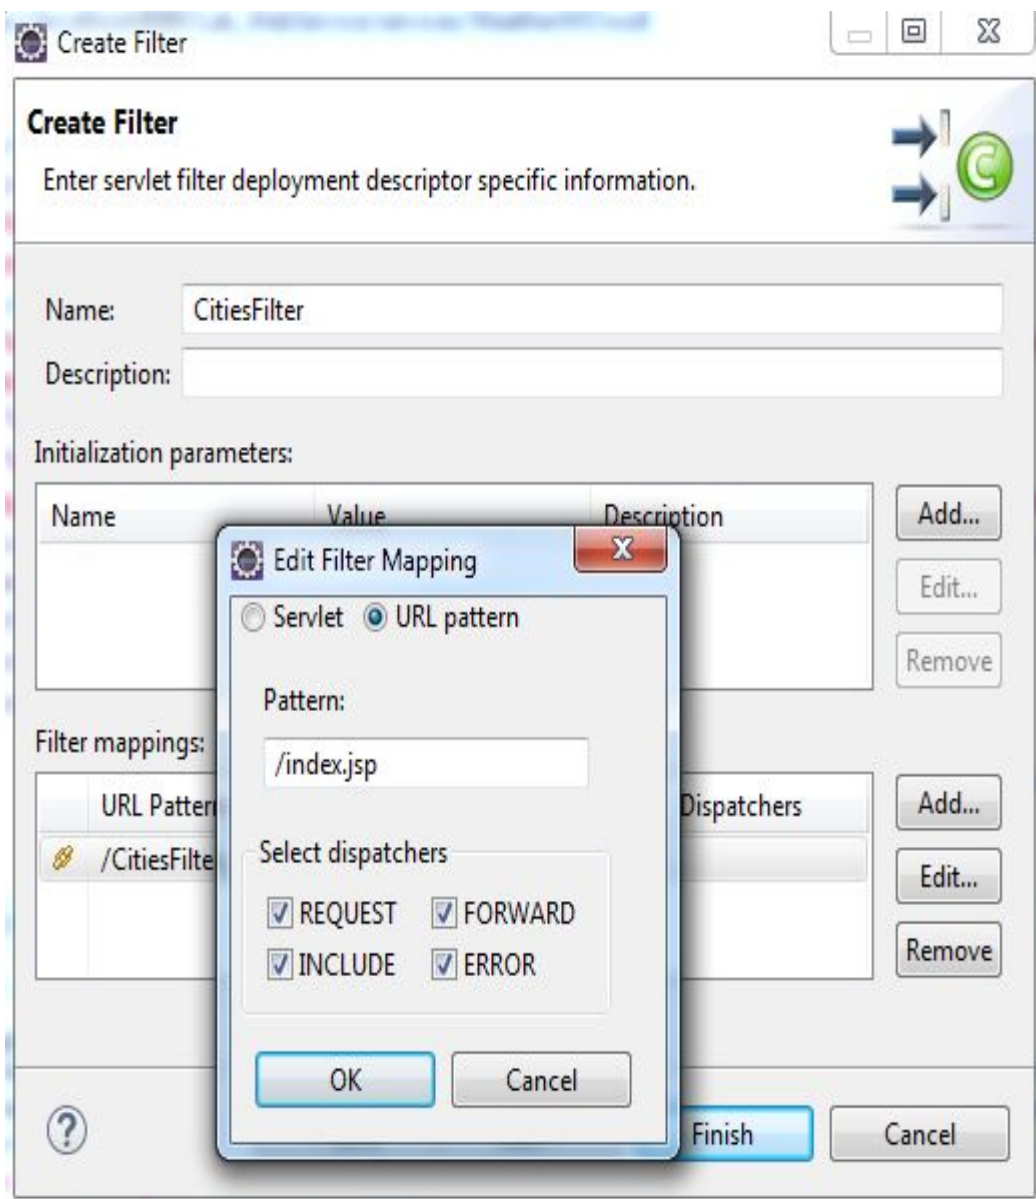 Create Filter
Create Filter
Enter servlet filter deployment descriptor specific information.
Name: CitiesFilter
Description:
Initialization parameters:
Name Value Description
Add...
Edit...
Remove
Edit Filter Mapping
Servlet URL pattern
Pattern:
/index.jsp
Select dispatchers
REQUEST FORWARD
INCLUDE ERROR
OK Cancel
Filter mappings:
URL Pattern Dispatchers
/CitiesFilte
Add...
Edit...
Remove
Finish Cancel